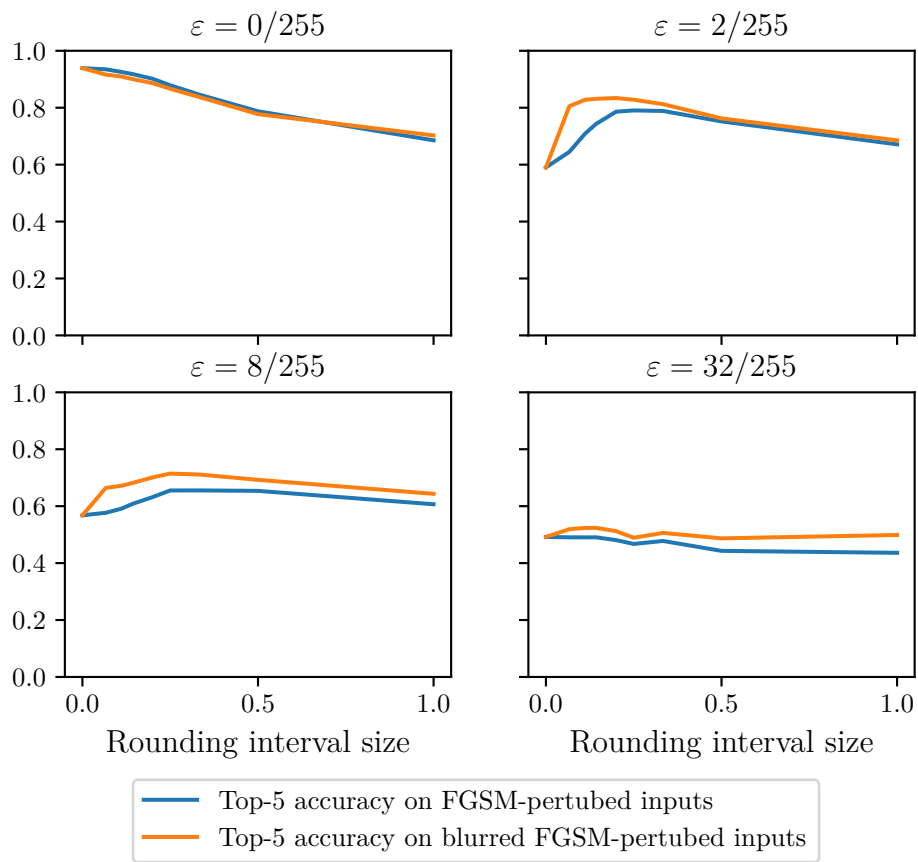 ε = 0/255
ε = 2/255
1.0
0.8
0.6
0.4
0.2
0.0
ε = 8/255
ε = 32/255
1.0
0.8
0.6
0.4
0.2
0.0
0.0 0.5 1.0
0.0 0.5 1.0
Rounding interval size
Rounding interval size
Top-5 accuracy on FGSM-pertubed inputs
Top-5 accuracy on blurred FGSM-pertubed inputs